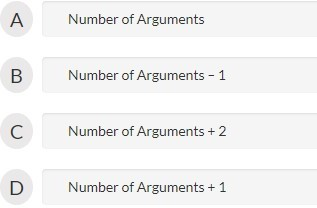 A Number of Arguments
B Number of Arguments – 1
C Number of Arguments + 2
D Number of Arguments + 1